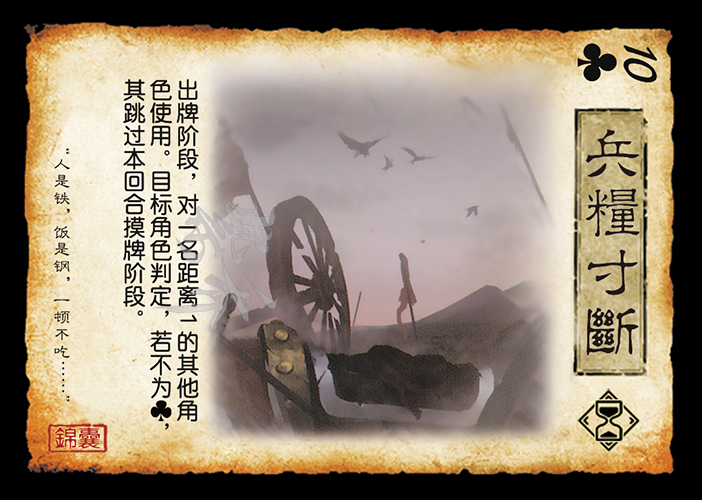 ♣10
兵糧寸斷
出牌阶段，对一名距离1的其他角
色使用。目标角色判定，若不为♣，
其跳过本回合摸牌阶段。
“人是铁，饭是钢，一顿不吃……”
錦囊